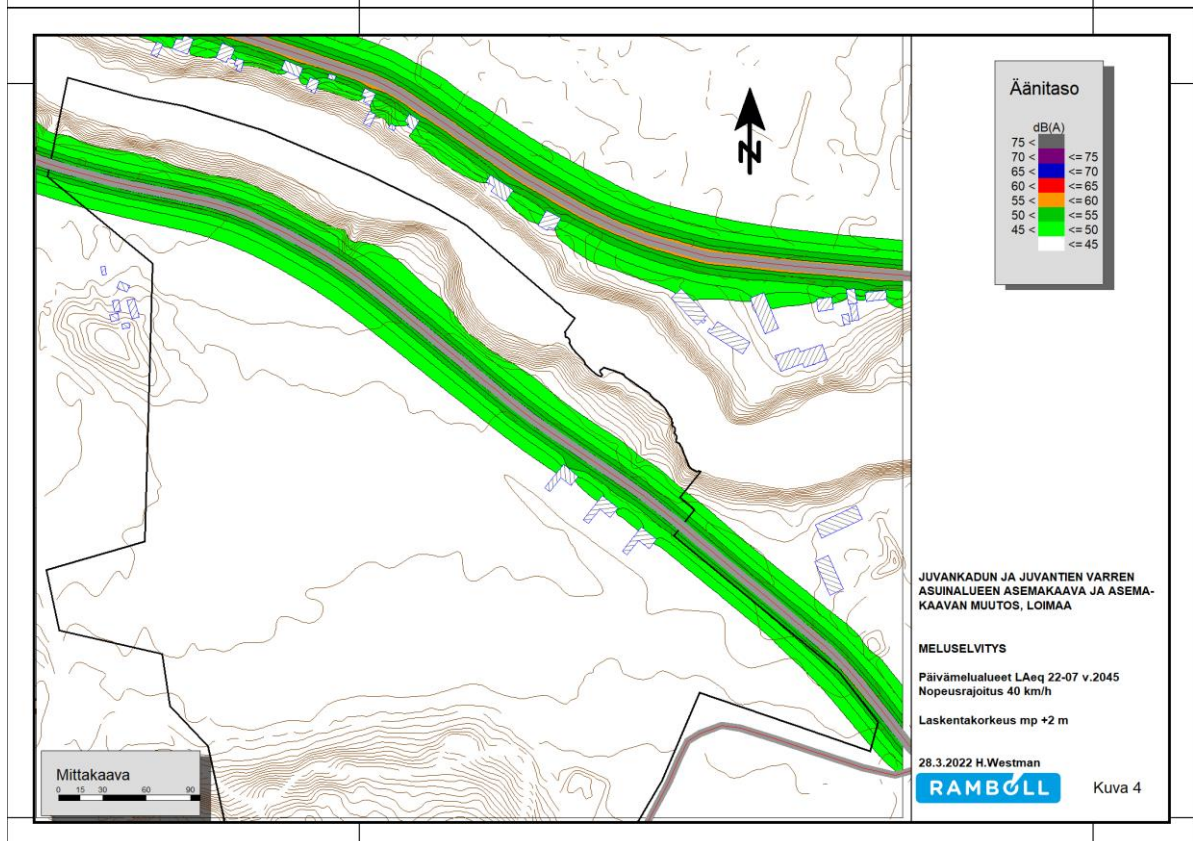 Äänitaso
dB(A)
75 <
70 < <= 75
65 < <= 70
60 < <= 65
55 < <= 60
50 < <= 55
45 < <= 50
<= 45
N
JUVANKADUN JA JUVANTIEN VARREN
ASUINALUEEN ASEMAKAAVA JA ASEMA-
KAAVAN MUUTOS, LOIMAA
MELUSELVITYS
Päivämelualueet LAeq 22-07 v.2045
Nopeusrajoitus 40 km/h
Laskentakorkeus mp +2 m
28.3.2022 H.Westman
RAMBOLL Kuva 4
Mittakaava
0 15 30 60 90